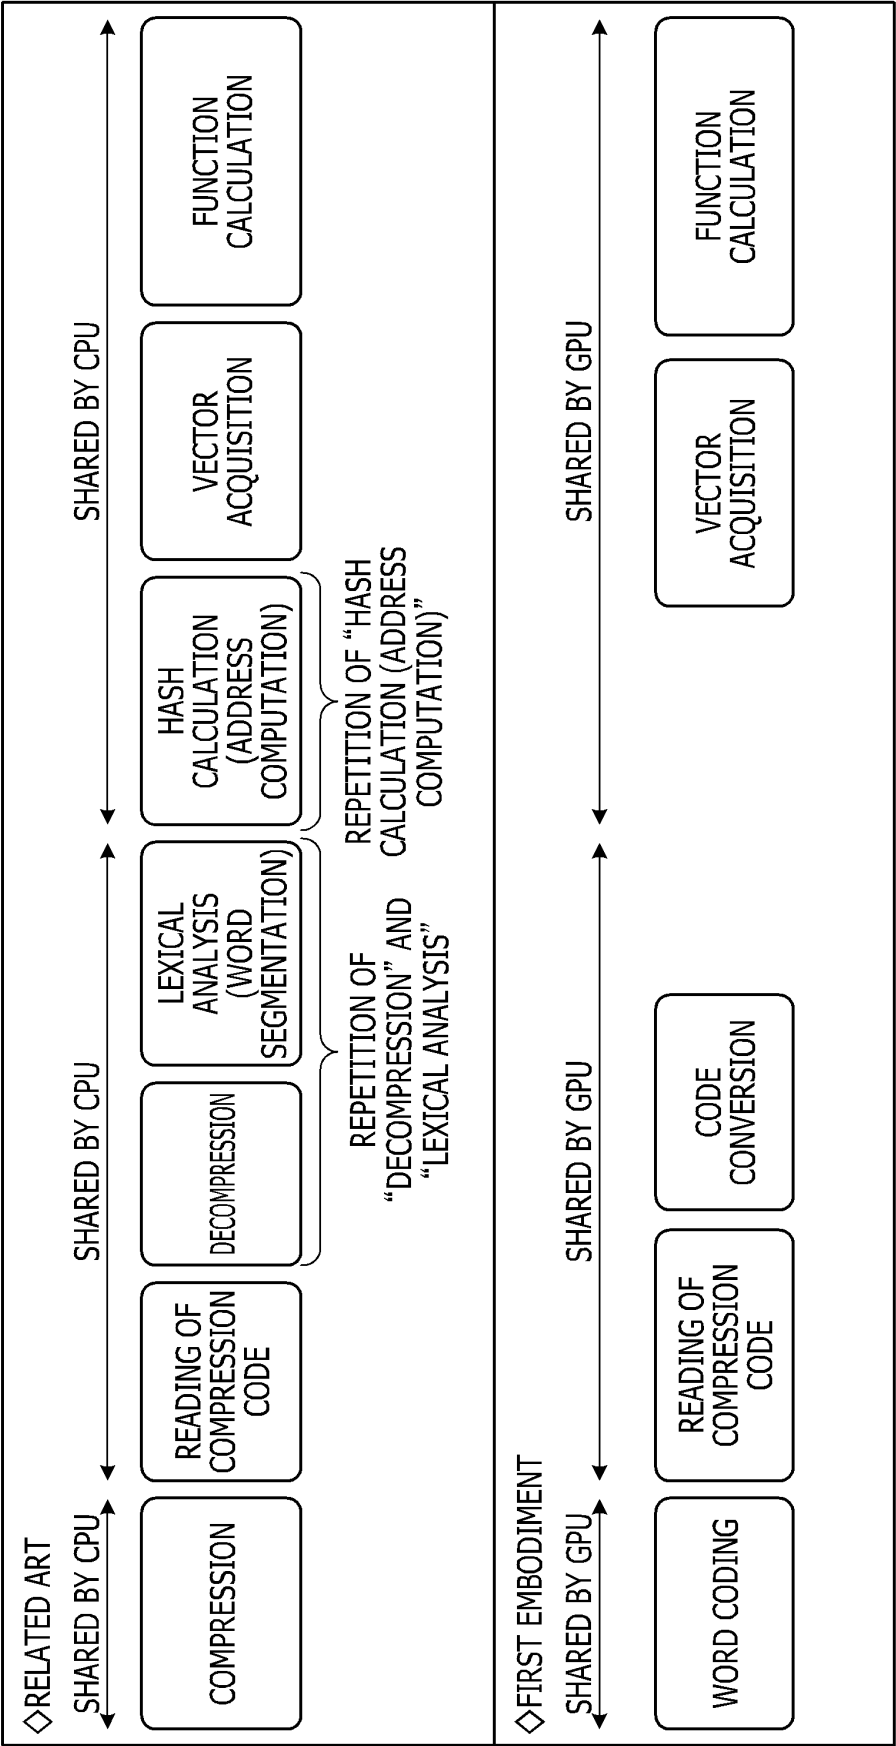 ◇RELATED ART
SHARED BY CPU
SHARED BY CPU
SHARED BY CPU
COMPRESSION
READING OF
COMPRESSION
CODE
DECOMPRESSION
LEXICAL
ANALYSIS
(WORD
SEGMENTATION)
HASH
CALCULATION
(ADDRESS
COMPUTATION)
VECTOR
ACQUISITION
FUNCTION
CALCULATION
REPETITION OF
“DECOMPRESSION” AND
“LEXICAL ANALYSIS”
REPETITION OF “HASH
CALCULATION (ADDRESS
COMPUTATION)”
◇FIRST EMBODIMENT
SHARED BY GPU
SHARED BY GPU
SHARED BY GPU
WORD CODING
READING OF
COMPRESSION
CODE
CODE
CONVERSION
VECTOR
ACQUISITION
FUNCTION
CALCULATION